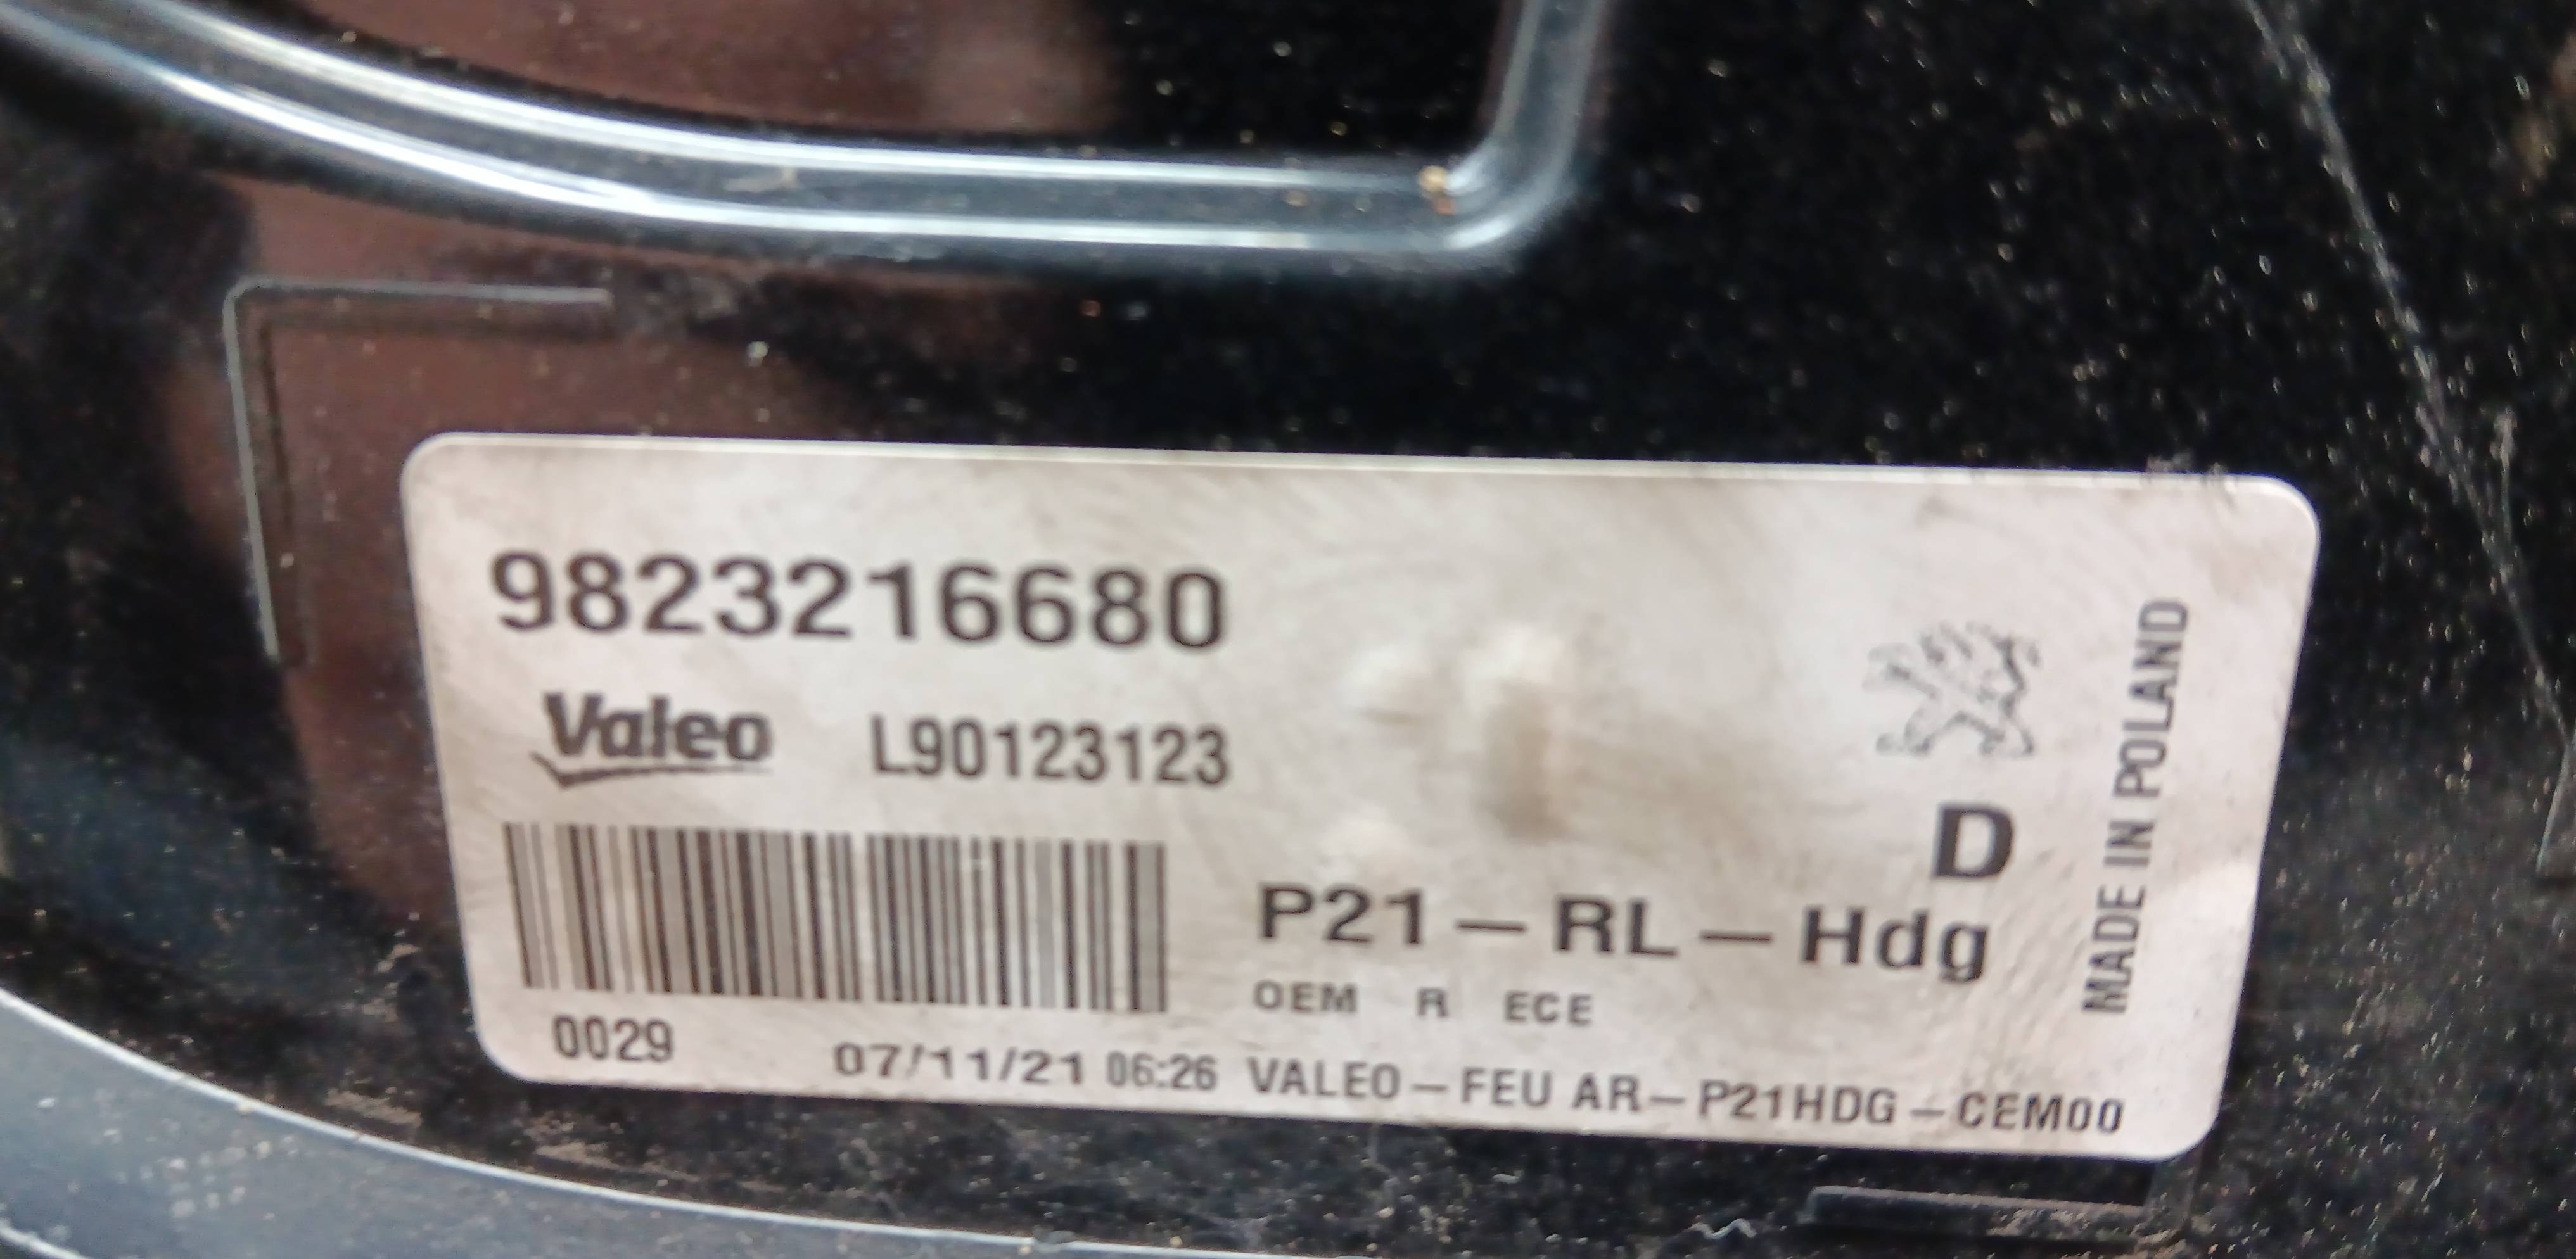 9823216680
Valeo L90123123
D
P21-RL-Hdg
OEM R ECE
0029
07/11/21 06:26 VALEO-FEU AR-P21HDG-CEM00
MADE IN POLAND